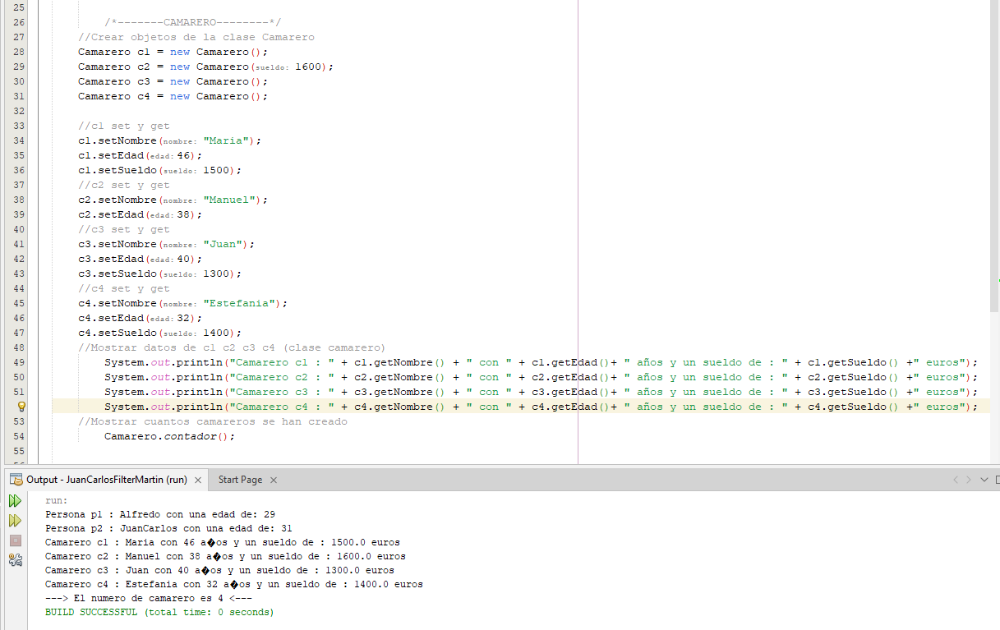 25
26 /*-------CAMARERO--------*/
27 //Crear objetos de la clase Camarero
28 Camarero c1 = new Camarero();
29 Camarero c2 = new Camarero(sueldo: 1600);
30 Camarero c3 = new Camarero();
31 Camarero c4 = new Camarero();
32
33 //c1 set y get
34 c1.setNombre(nombre: "Maria");
35 c1.setEdad(edad: 46);
36 c1.setSueldo(sueldo: 1500);
37 //c2 set y get
38 c2.setNombre(nombre: "Manuel");
39 c2.setEdad(edad: 38);
40 //c3 set y get
41 c3.setNombre(nombre: "Juan");
42 c3.setEdad(edad: 40);
43 c3.setSueldo(sueldo: 1300);
44 //c4 set y get
45 c4.setNombre(nombre: "Estefania");
46 c4.setEdad(edad: 32);
47 c4.setSueldo(sueldo: 1400);
48 //Mostrar datos de c1 c2 c3 c4 (clase camarero)
49 System.out.println("Camarero c1 : " + c1.getNombre() + " con " + c1.getEdad()+ " años y un sueldo de : " + c1.getSueldo() +" euros");
50 System.out.println("Camarero c2 : " + c2.getNombre() + " con " + c2.getEdad()+ " años y un sueldo de : " + c2.getSueldo() +" euros");
51 System.out.println("Camarero c3 : " + c3.getNombre() + " con " + c3.getEdad()+ " años y un sueldo de : " + c3.getSueldo() +" euros");
System.out.println("Camarero c4 : " + c4.getNombre() + " con " + c4.getEdad()+ " años y un sueldo de : " + c4.getSueldo() +" euros");
53 //Mostrar cuantos camareros se han creado
54 Camarero.contador();
55
Output - JuanCarlosFilterMartin (run) Start Page
run:
Persona p1 : Alfredo con una edad de: 29
Persona p2 : JuanCarlos con una edad de: 31
Camarero c1 : Maria con 46 a�os y un sueldo de : 1500.0 euros
Camarero c2 : Manuel con 38 a�os y un sueldo de : 1600.0 euros
Camarero c3 : Juan con 40 a�os y un sueldo de : 1300.0 euros
Camarero c4 : Estefania con 32 a�os y un sueldo de : 1400.0 euros
---> El numero de camarero es 4 <---
BUILD SUCCESSFUL (total time: 0 seconds)